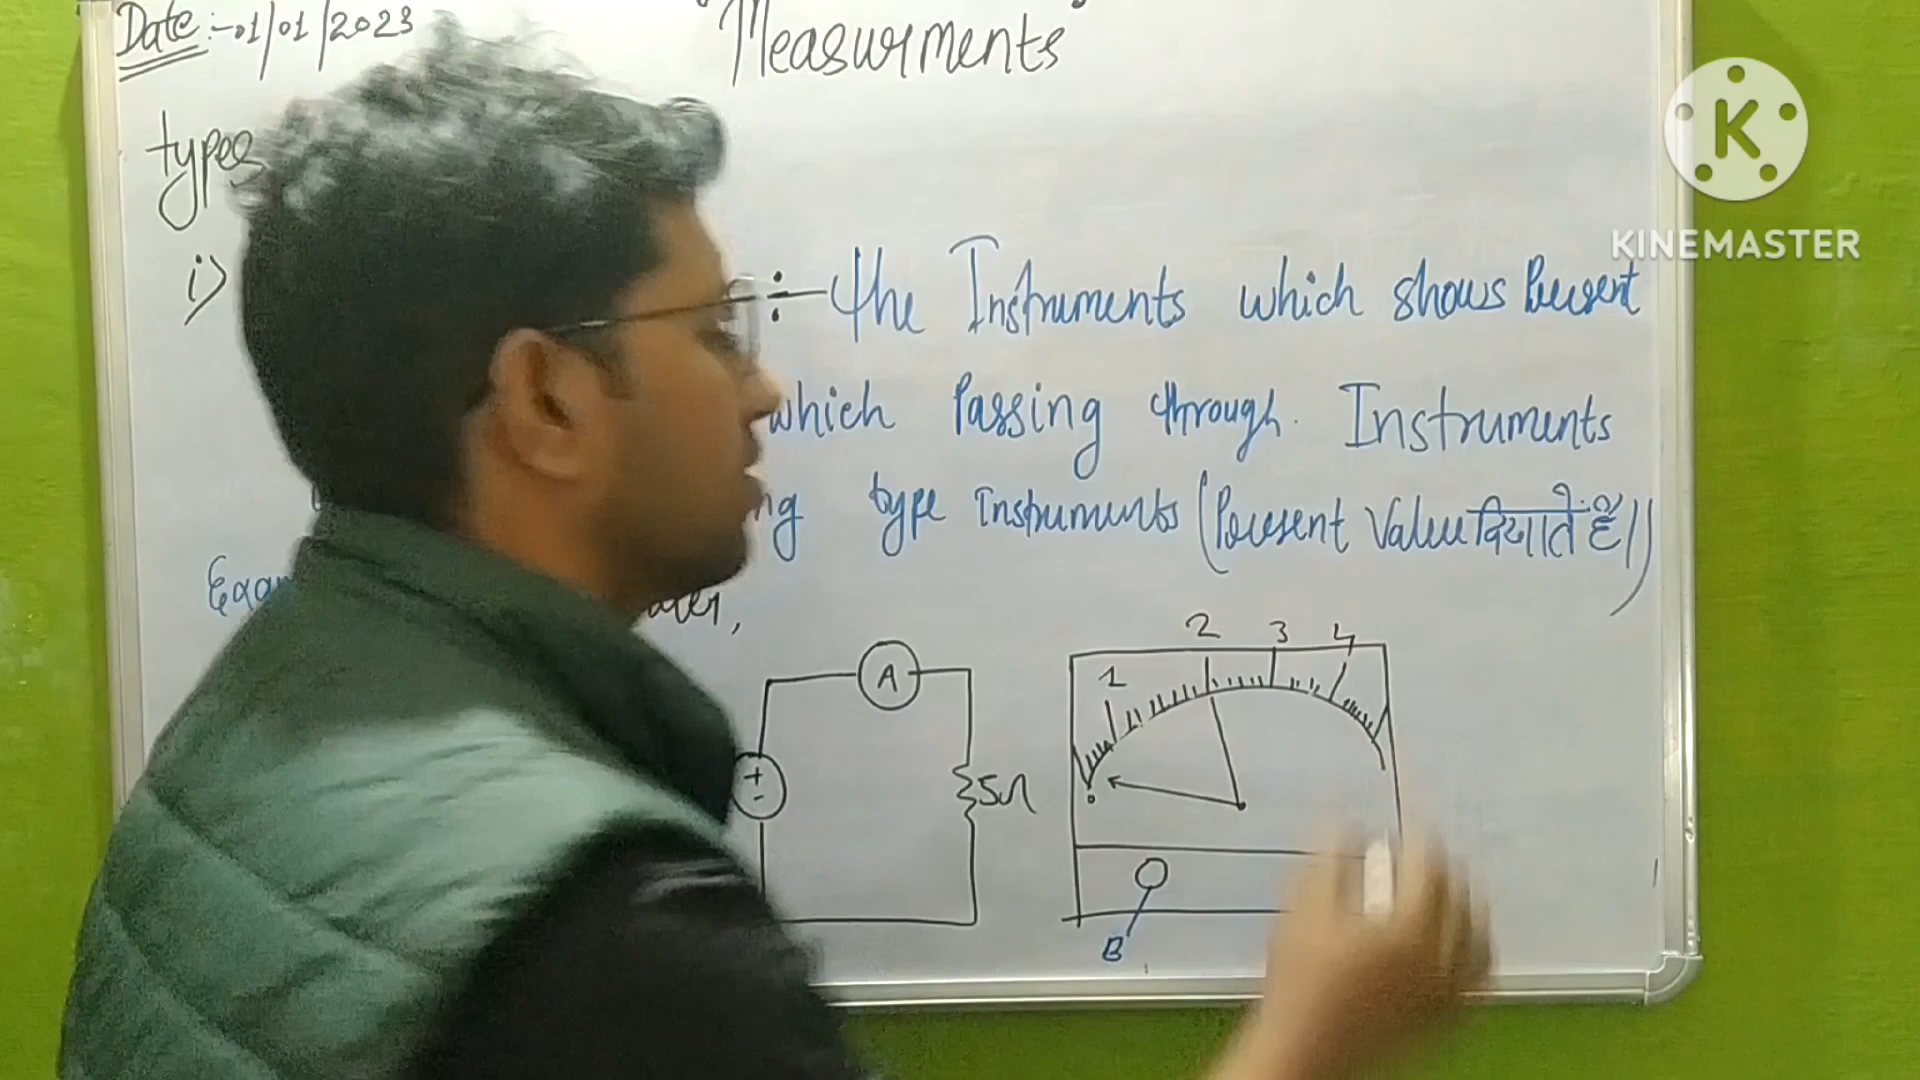 Date :- 01/01/2023
"Measurments"
types
i)
:- the Instruments which shows Present
which Passing through. Instruments
type instruments (Present Value दिखाते हैं।)
A
+
-
5Ω
0
1
2
3
4
B
K
KINEMASTER